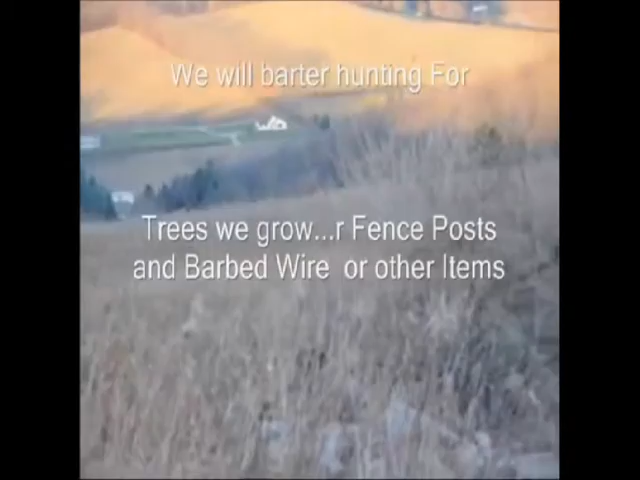 We will barter hunting For
Trees we grow...r Fence Posts
and Barbed Wire or other Items